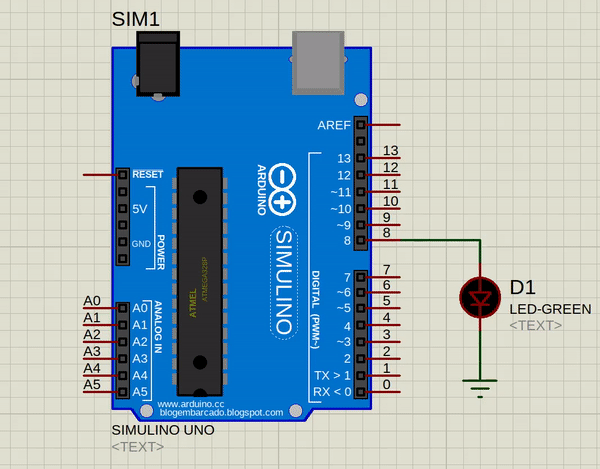 SIM1
AREF
13 13
12 12
~11 11
~10 10
~9 9
8 8
7 7
~6 6
~5 5
4 4
~3 3
2 2
TX > 1 1
RX < 0 0
DIGITAL (PWM~)
ARDUINO
SIMULINO
RESET
5V
GND
POWER
A0 A0
A1 A1
A2 A2
A3 A3
A4 A4
A5 A5
ANALOG IN
ATMEL
ATMEGA328P
www.arduino.cc
blogembarcado.blogspot.com
SIMULINO UNO
<TEXT>
D1
LED-GREEN
<TEXT>